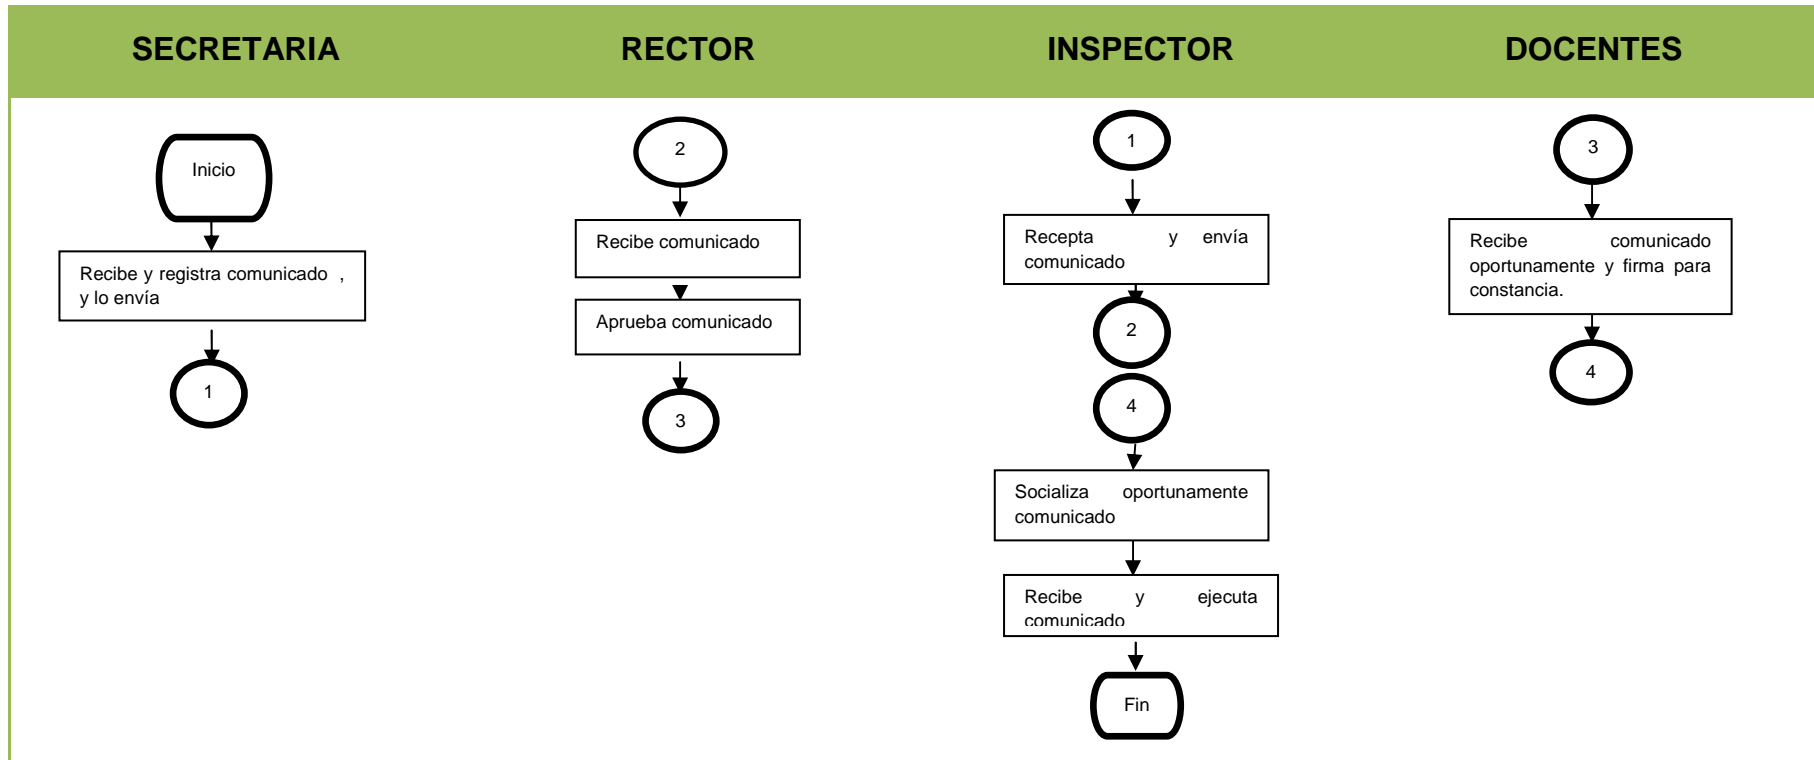 SECRETARIA
RECTOR
INSPECTOR
DOCENTES
Inicio
Recibe y registra comunicado ,
y lo envía
1
2
Recibe comunicado
Aprueba comunicado
3
1
Recepta y envía
comunicado
2
4
Socializa oportunamente
comunicado
Recibe y ejecuta
comunicado
Fin
3
Recibe comunicado
oportunamente y firma para
constancia.
4